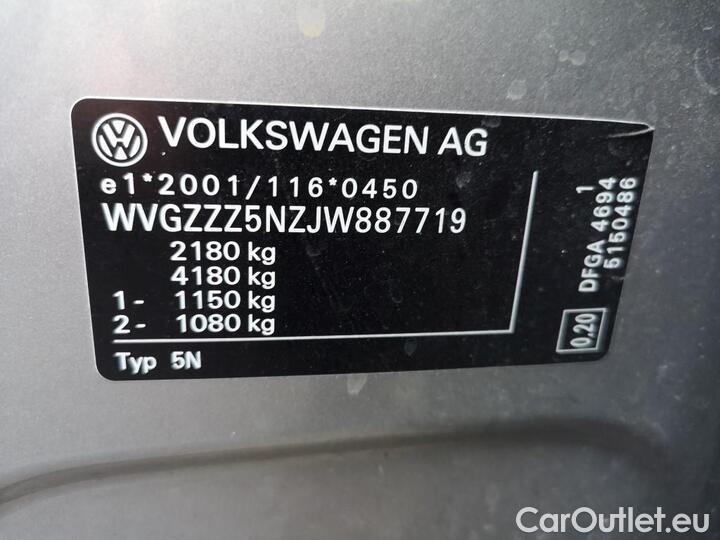 VOLKSWAGEN AG
e1*2001/116*0450
WVGZZZ5NZJW887719
2180 kg
4180 kg
1- 1150 kg
2- 1080 kg
Typ 5N
0,20
DFGA 4694 1
5150486
CarOutlet.eu